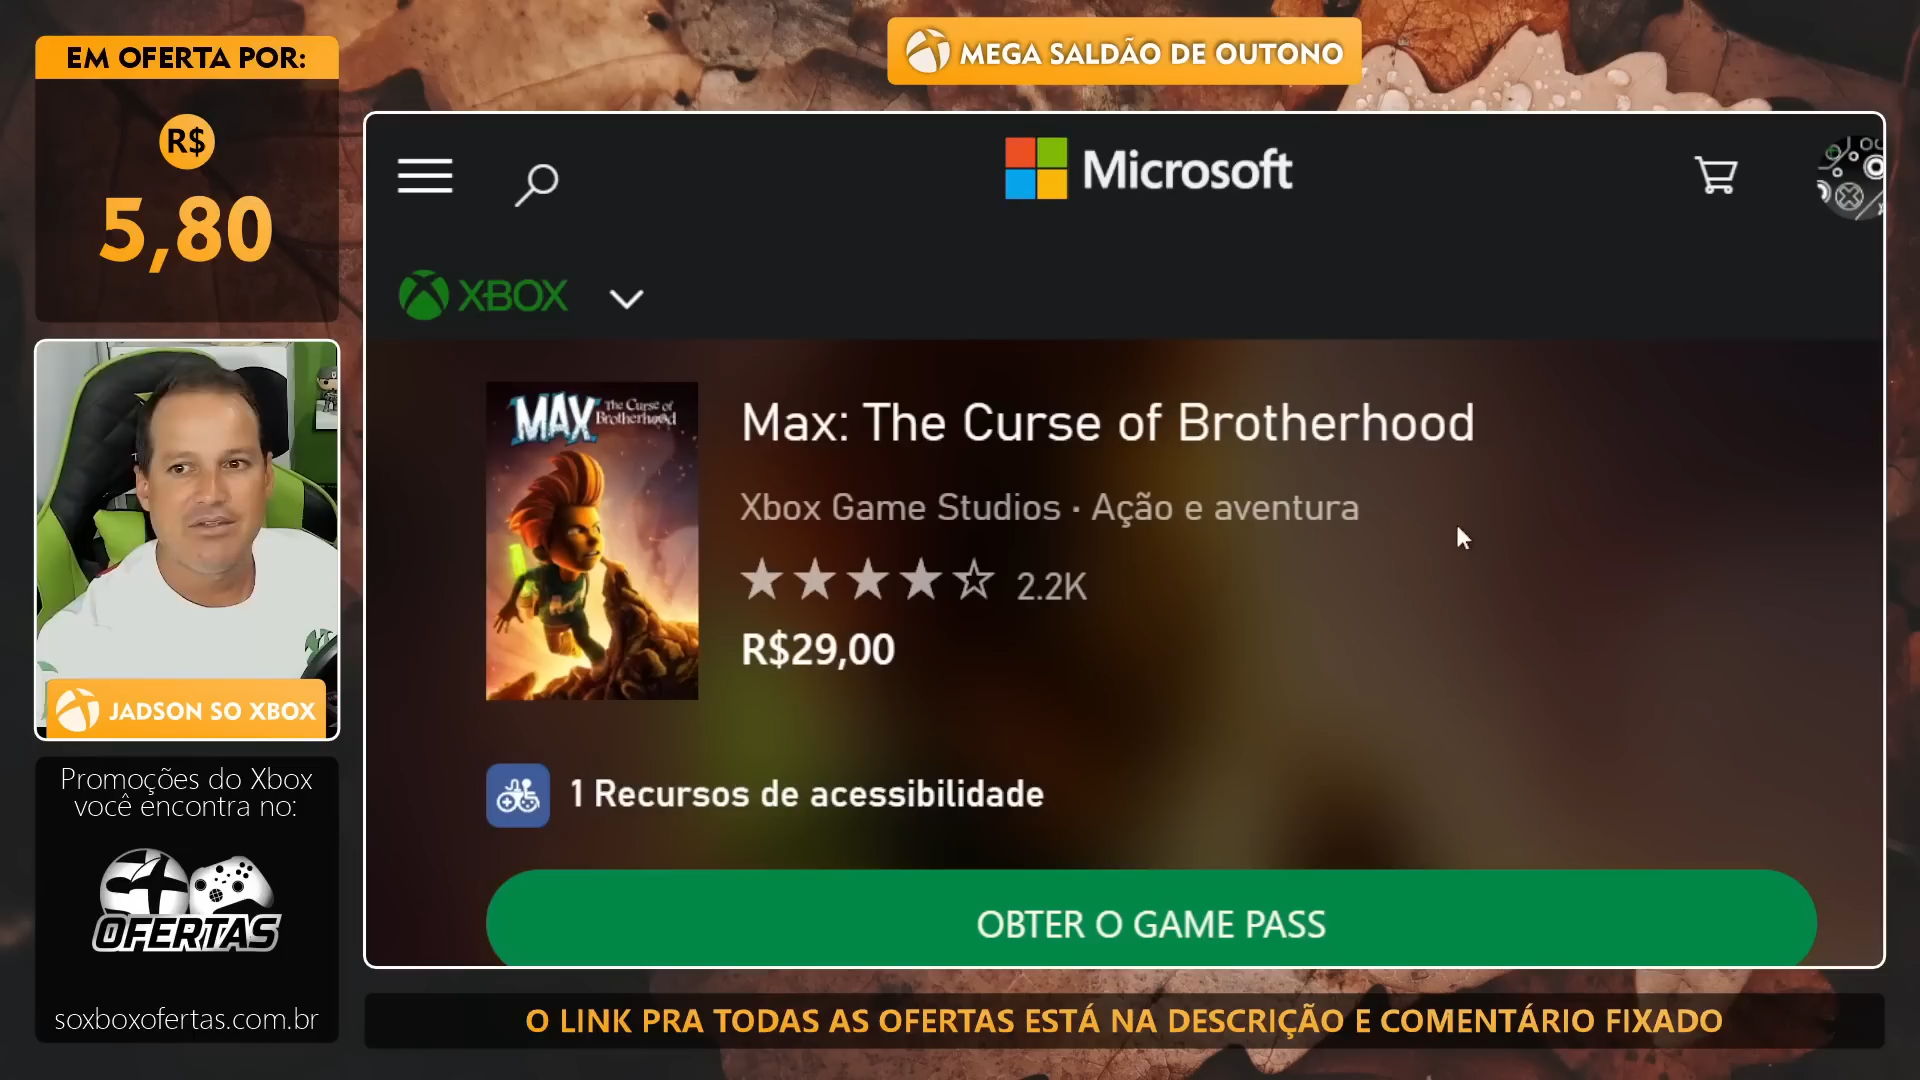 EM OFERTA POR:
R$
5,80
MEGA SALDÃO DE OUTONO
Microsoft
XBOX
MAX The Curse of
Brotherhood
Max: The Curse of Brotherhood
Xbox Game Studios · Ação e aventura
2.2K
R$29,00
1 Recursos de acessibilidade
OBTER O GAME PASS
JADSON SO XBOX
Promoções do Xbox
você encontra no:
OFERTAS
soxboxofertas.com.br
O LINK PRA TODAS AS OFERTAS ESTÁ NA DESCRIÇÃO E COMENTÁRIO FIXADO